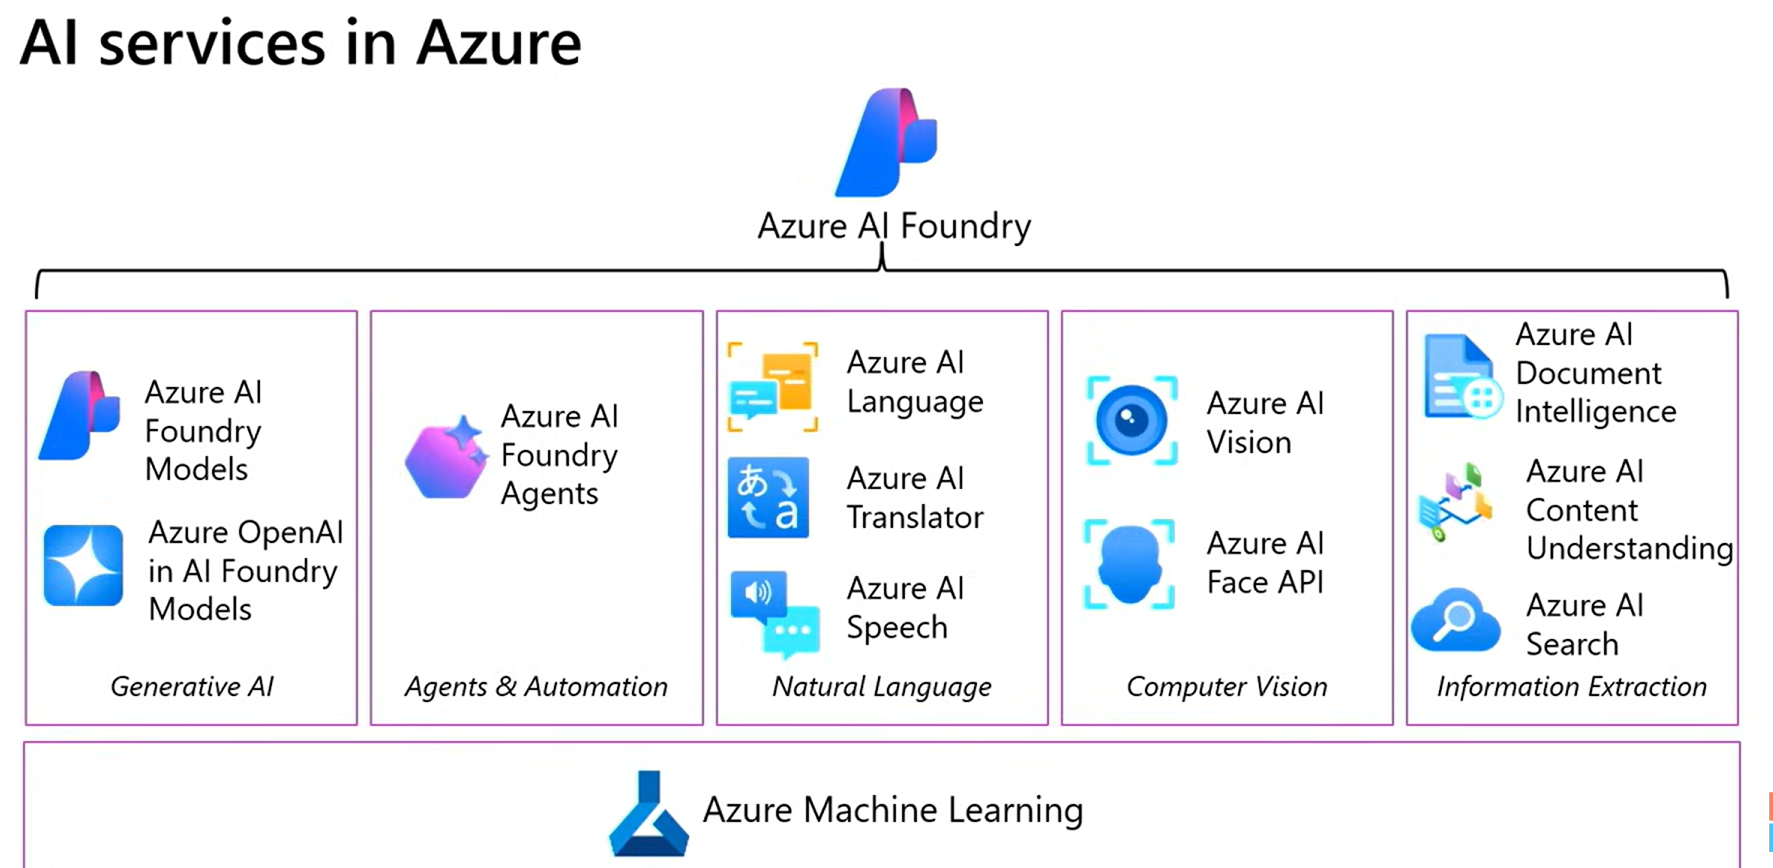 AI services in Azure
Azure AI Foundry
Azure AI
Foundry
Models
Azure OpenAI
in AI Foundry
Models
Generative AI
Azure AI
Foundry
Agents
Agents & Automation
Azure AI
Language
あ
a
Azure AI
Translator
Azure AI
Speech
Natural Language
Azure AI
Vision
Azure AI
Face API
Computer Vision
Azure AI
Document
Intelligence
Azure AI
Content
Understanding
Azure AI
Search
Information Extraction
Azure Machine Learning